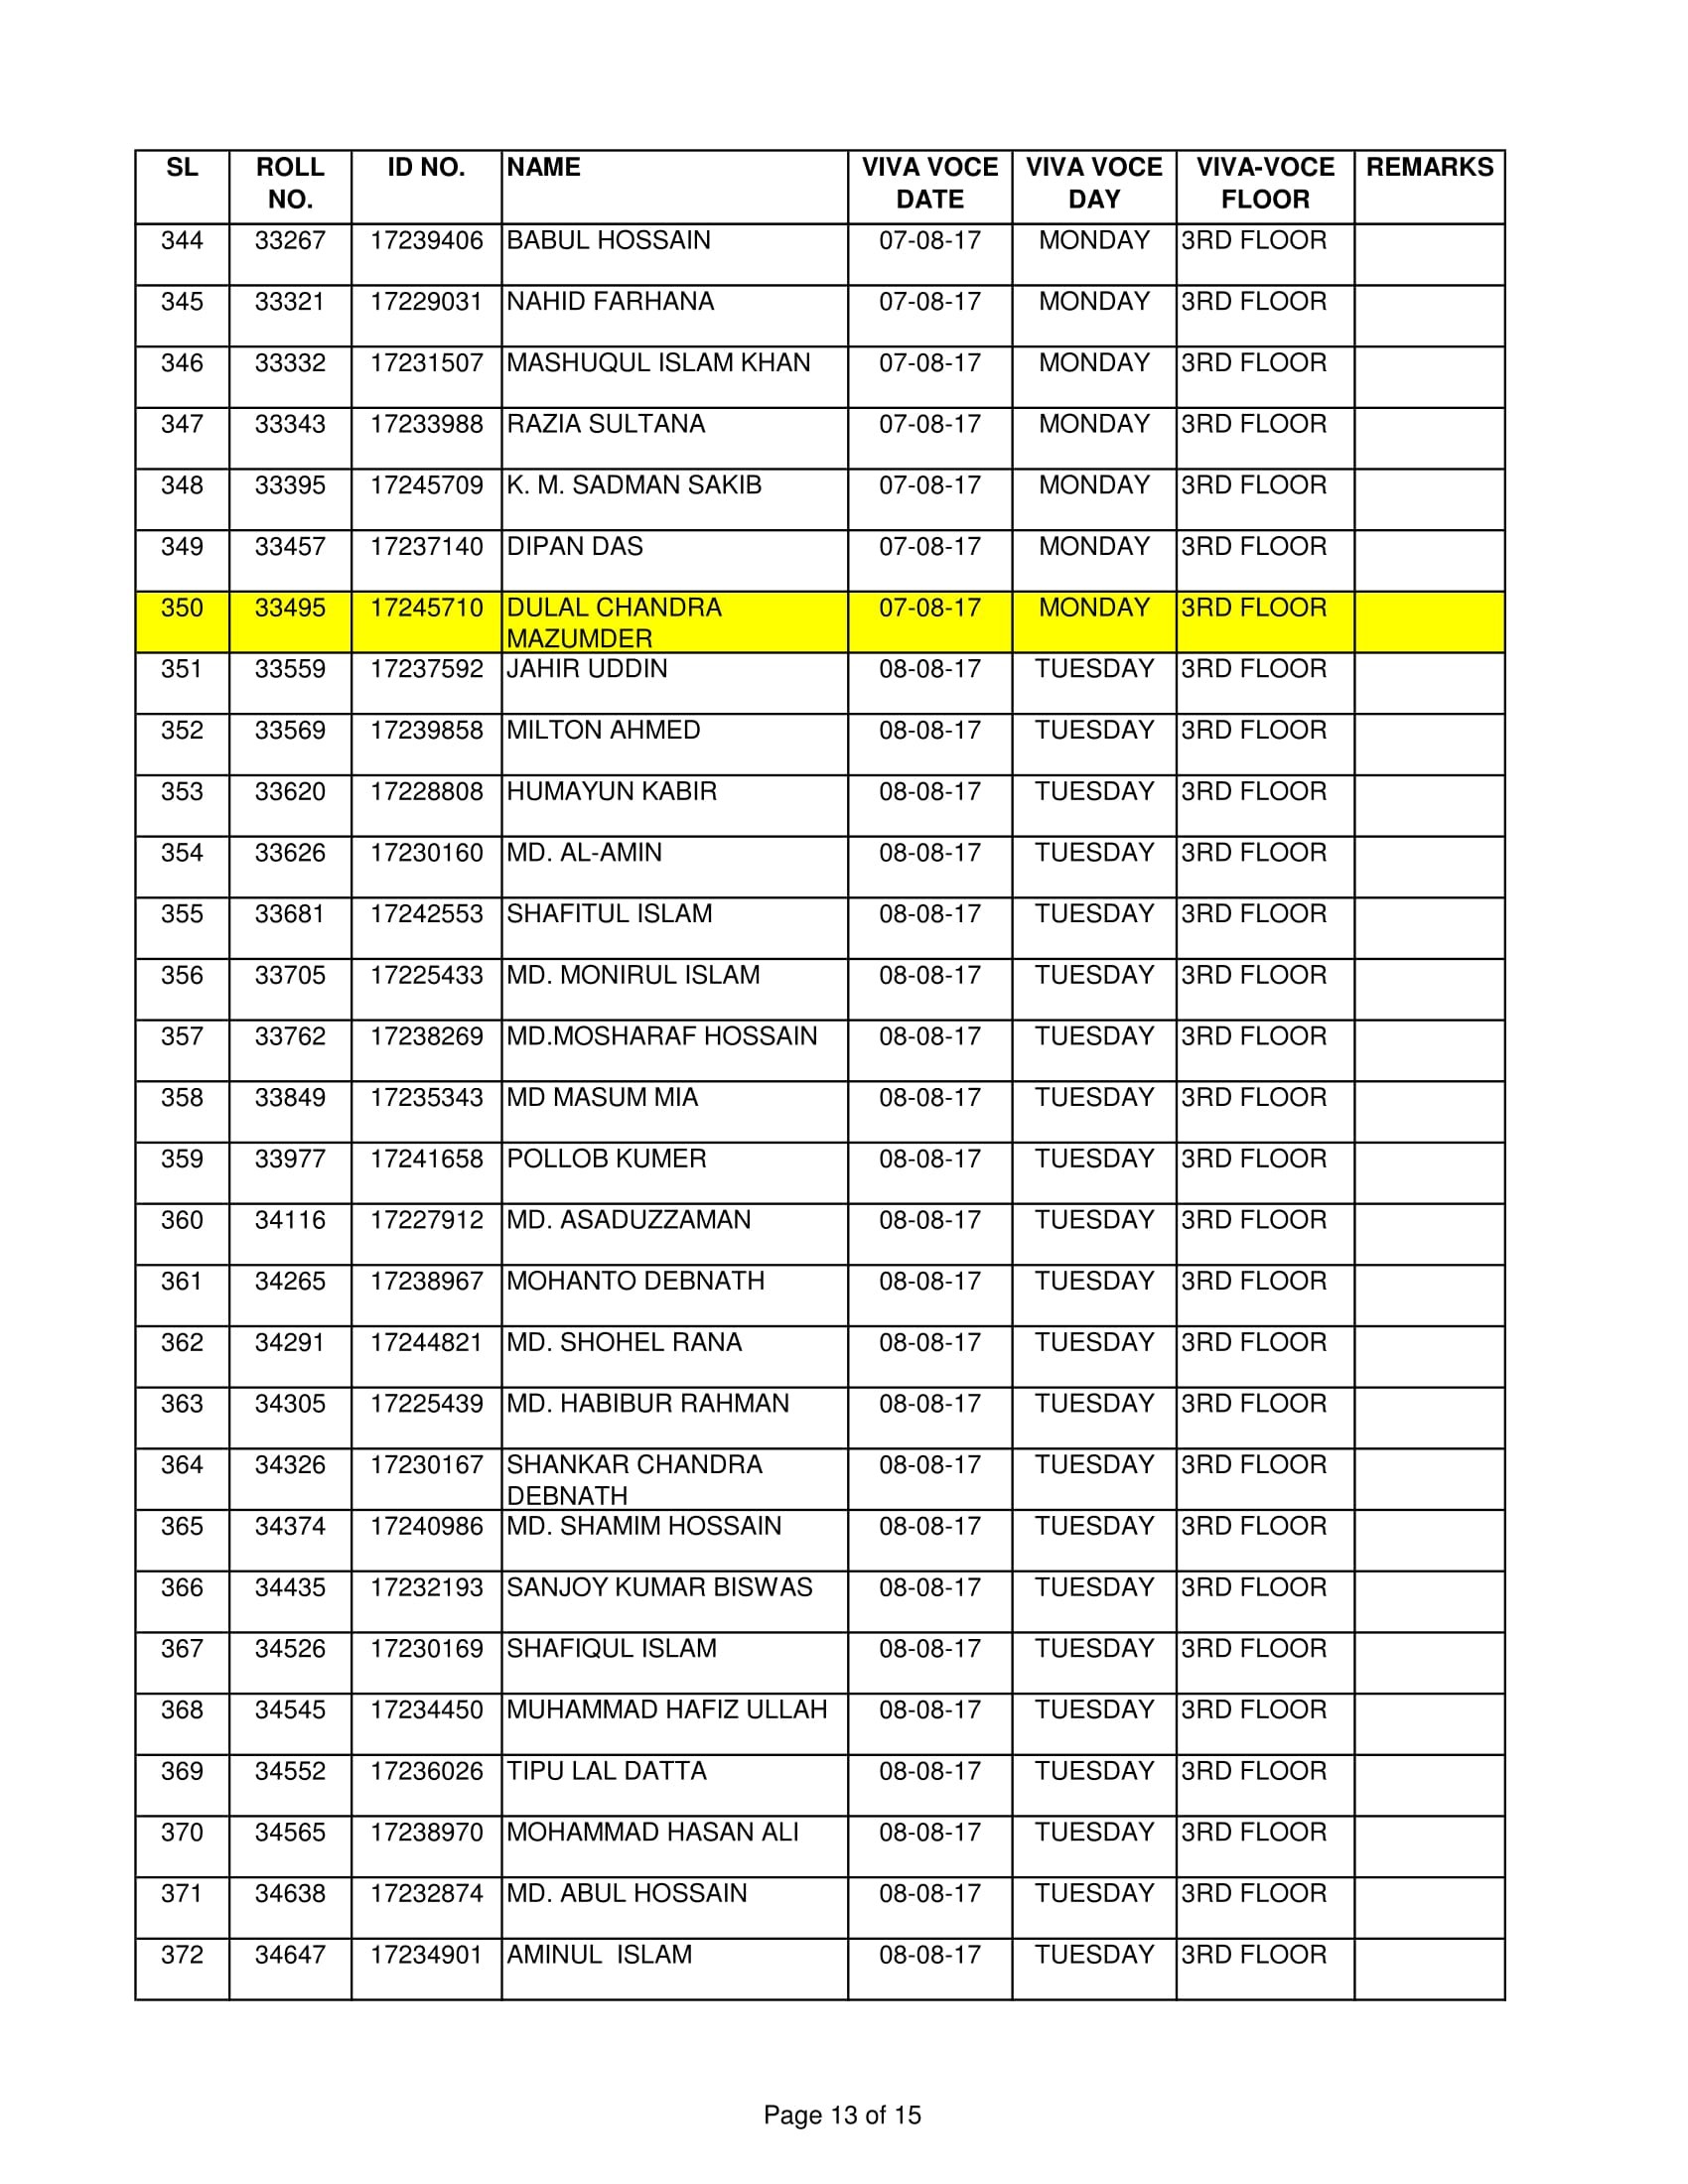 SL ROLL NO. ID NO. NAME VIVA VOCE DATE VIVA VOCE DAY VIVA-VOCE FLOOR REMARKS
344 33267 17239406 BABUL HOSSAIN 07-08-17 MONDAY 3RD FLOOR
345 33321 17229031 NAHID FARHANA 07-08-17 MONDAY 3RD FLOOR
346 33332 17231507 MASHUQUL ISLAM KHAN 07-08-17 MONDAY 3RD FLOOR
347 33343 17233988 RAZIA SULTANA 07-08-17 MONDAY 3RD FLOOR
348 33395 17245709 K. M. SADMAN SAKIB 07-08-17 MONDAY 3RD FLOOR
349 33457 17237140 DIPAN DAS 07-08-17 MONDAY 3RD FLOOR
350 33495 17245710 DULAL CHANDRA MAZUMDER 07-08-17 MONDAY 3RD FLOOR
351 33559 17237592 JAHIR UDDIN 08-08-17 TUESDAY 3RD FLOOR
352 33569 17239858 MILTON AHMED 08-08-17 TUESDAY 3RD FLOOR
353 33620 17228808 HUMAYUN KABIR 08-08-17 TUESDAY 3RD FLOOR
354 33626 17230160 MD. AL-AMIN 08-08-17 TUESDAY 3RD FLOOR
355 33681 17242553 SHAFITUL ISLAM 08-08-17 TUESDAY 3RD FLOOR
356 33705 17225433 MD. MONIRUL ISLAM 08-08-17 TUESDAY 3RD FLOOR
357 33762 17238269 MD.MOSHARAF HOSSAIN 08-08-17 TUESDAY 3RD FLOOR
358 33849 17235343 MD MASUM MIA 08-08-17 TUESDAY 3RD FLOOR
359 33977 17241658 POLLOB KUMER 08-08-17 TUESDAY 3RD FLOOR
360 34116 17227912 MD. ASADUZZAMAN 08-08-17 TUESDAY 3RD FLOOR
361 34265 17238967 MOHANTO DEBNATH 08-08-17 TUESDAY 3RD FLOOR
362 34291 17244821 MD. SHOHEL RANA 08-08-17 TUESDAY 3RD FLOOR
363 34305 17225439 MD. HABIBUR RAHMAN 08-08-17 TUESDAY 3RD FLOOR
364 34326 17230167 SHANKAR CHANDRA DEBNATH 08-08-17 TUESDAY 3RD FLOOR
365 34374 17240986 MD. SHAMIM HOSSAIN 08-08-17 TUESDAY 3RD FLOOR
366 34435 17232193 SANJOY KUMAR BISWAS 08-08-17 TUESDAY 3RD FLOOR
367 34526 17230169 SHAFIQUL ISLAM 08-08-17 TUESDAY 3RD FLOOR
368 34545 17234450 MUHAMMAD HAFIZ ULLAH 08-08-17 TUESDAY 3RD FLOOR
369 34552 17236026 TIPU LAL DATTA 08-08-17 TUESDAY 3RD FLOOR
370 34565 17238970 MOHAMMAD HASAN ALI 08-08-17 TUESDAY 3RD FLOOR
371 34638 17232874 MD. ABUL HOSSAIN 08-08-17 TUESDAY 3RD FLOOR
372 34647 17234901 AMINUL  ISLAM 08-08-17 TUESDAY 3RD FLOOR
Page 13 of 15